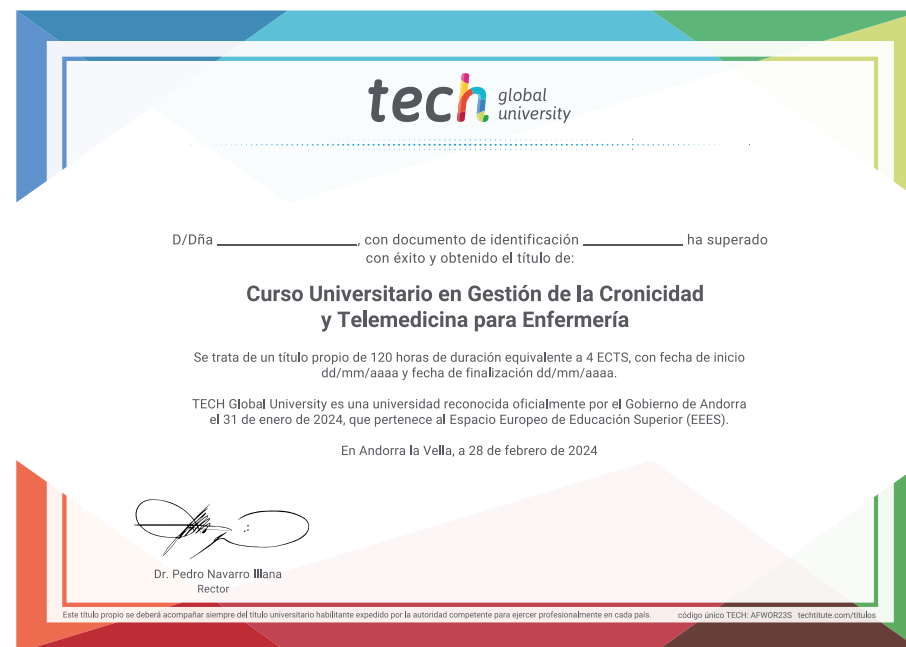 tech global university
D/Dña ____________________, con documento de identificación ______________ ha superado
con éxito y obtenido el título de:
Curso Universitario en Gestión de la Cronicidad
y Telemedicina para Enfermería
Se trata de un título propio de 120 horas de duración equivalente a 4 ECTS, con fecha de inicio
dd/mm/aaaa y fecha de finalización dd/mm/aaaa.
TECH Global University es una universidad reconocida oficialmente por el Gobierno de Andorra
el 31 de enero de 2024, que pertenece al Espacio Europeo de Educación Superior (EEES).
En Andorra la Vella, a 28 de febrero de 2024
Dr. Pedro Navarro Illana
Rector
Este título propio se deberá acompañar siempre del título universitario habilitante expedido por la autoridad competente para ejercer profesionalmente en cada país. código único TECH: AFWOR23S techtitute.com/titulos